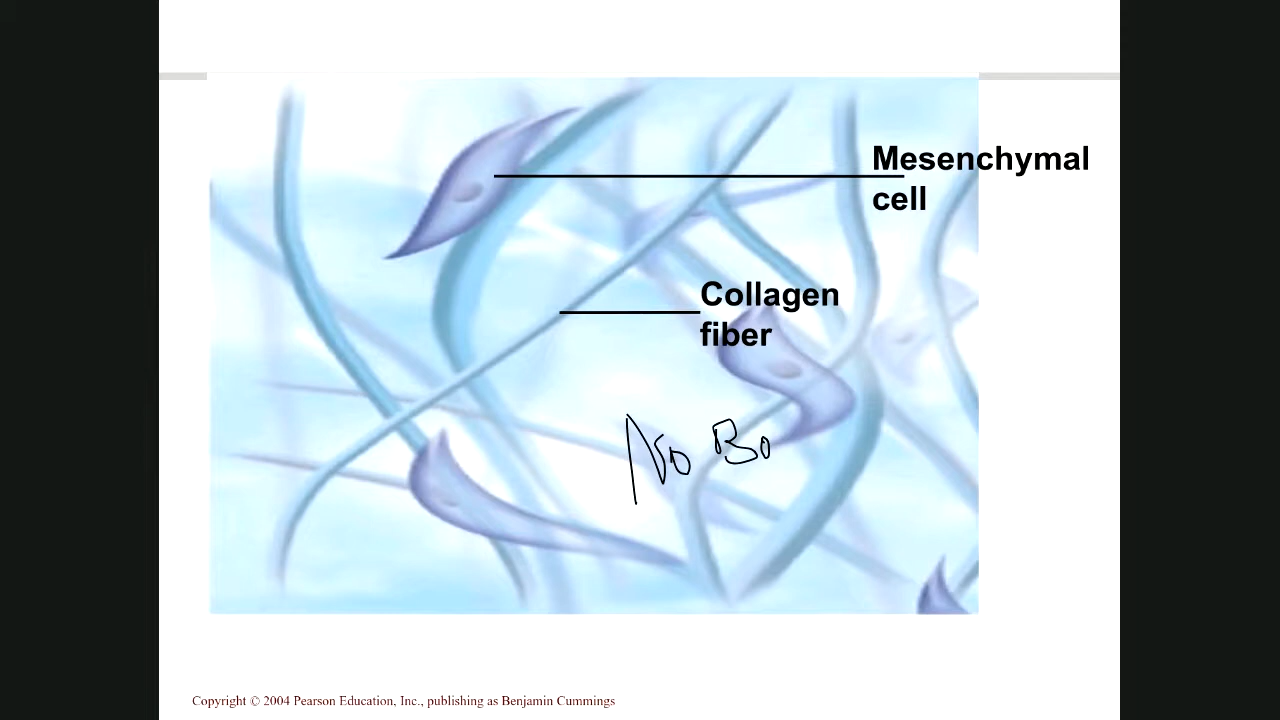 Mesenchymal
cell
Collagen
fiber
No Bo
Copyright © 2004 Pearson Education, Inc., publishing as Benjamin Cummings